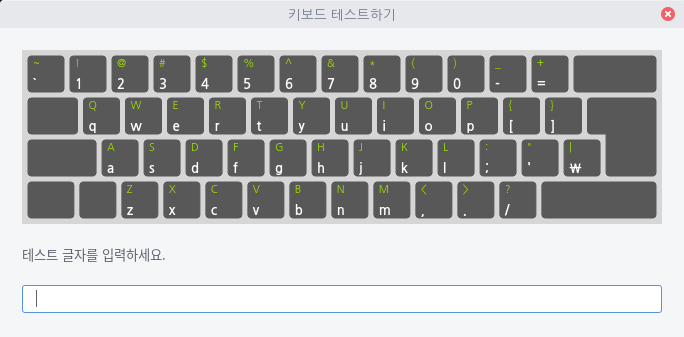 키보드 테스트하기
~ ! @ # $ % ^ & * ( ) _ +
` 1 2 3 4 5 6 7 8 9 0 - =
Q W E R T Y U I O P { }
q w e r t y u i o p [ ]
A S D F G H J K L : " |
a s d f g h j k l ; ' ₩
Z X C V B N M < > ?
z x c v b n m , . /
테스트 글자를 입력하세요.